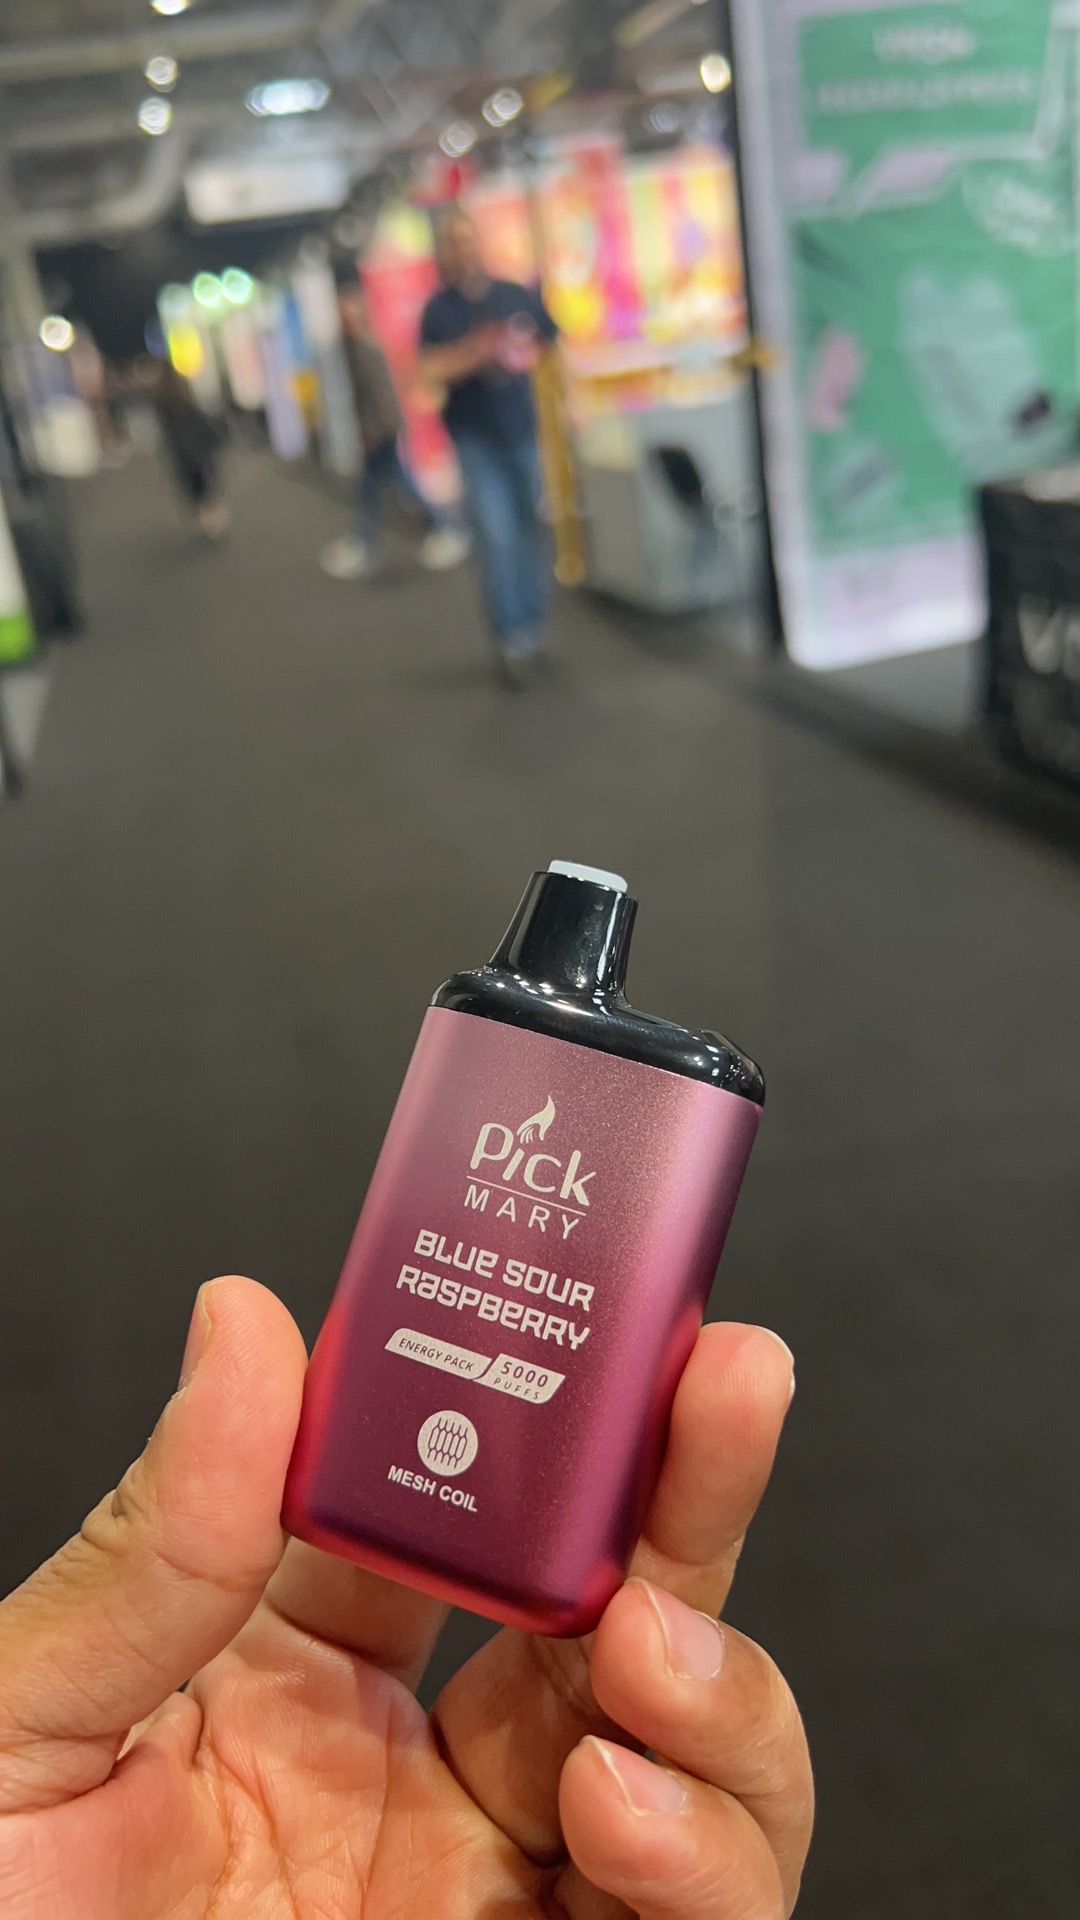 Pick
MARY
BLUE SOUR
RASPBERRY
ENERGY PACK 5000
PUFFS
MESH COIL